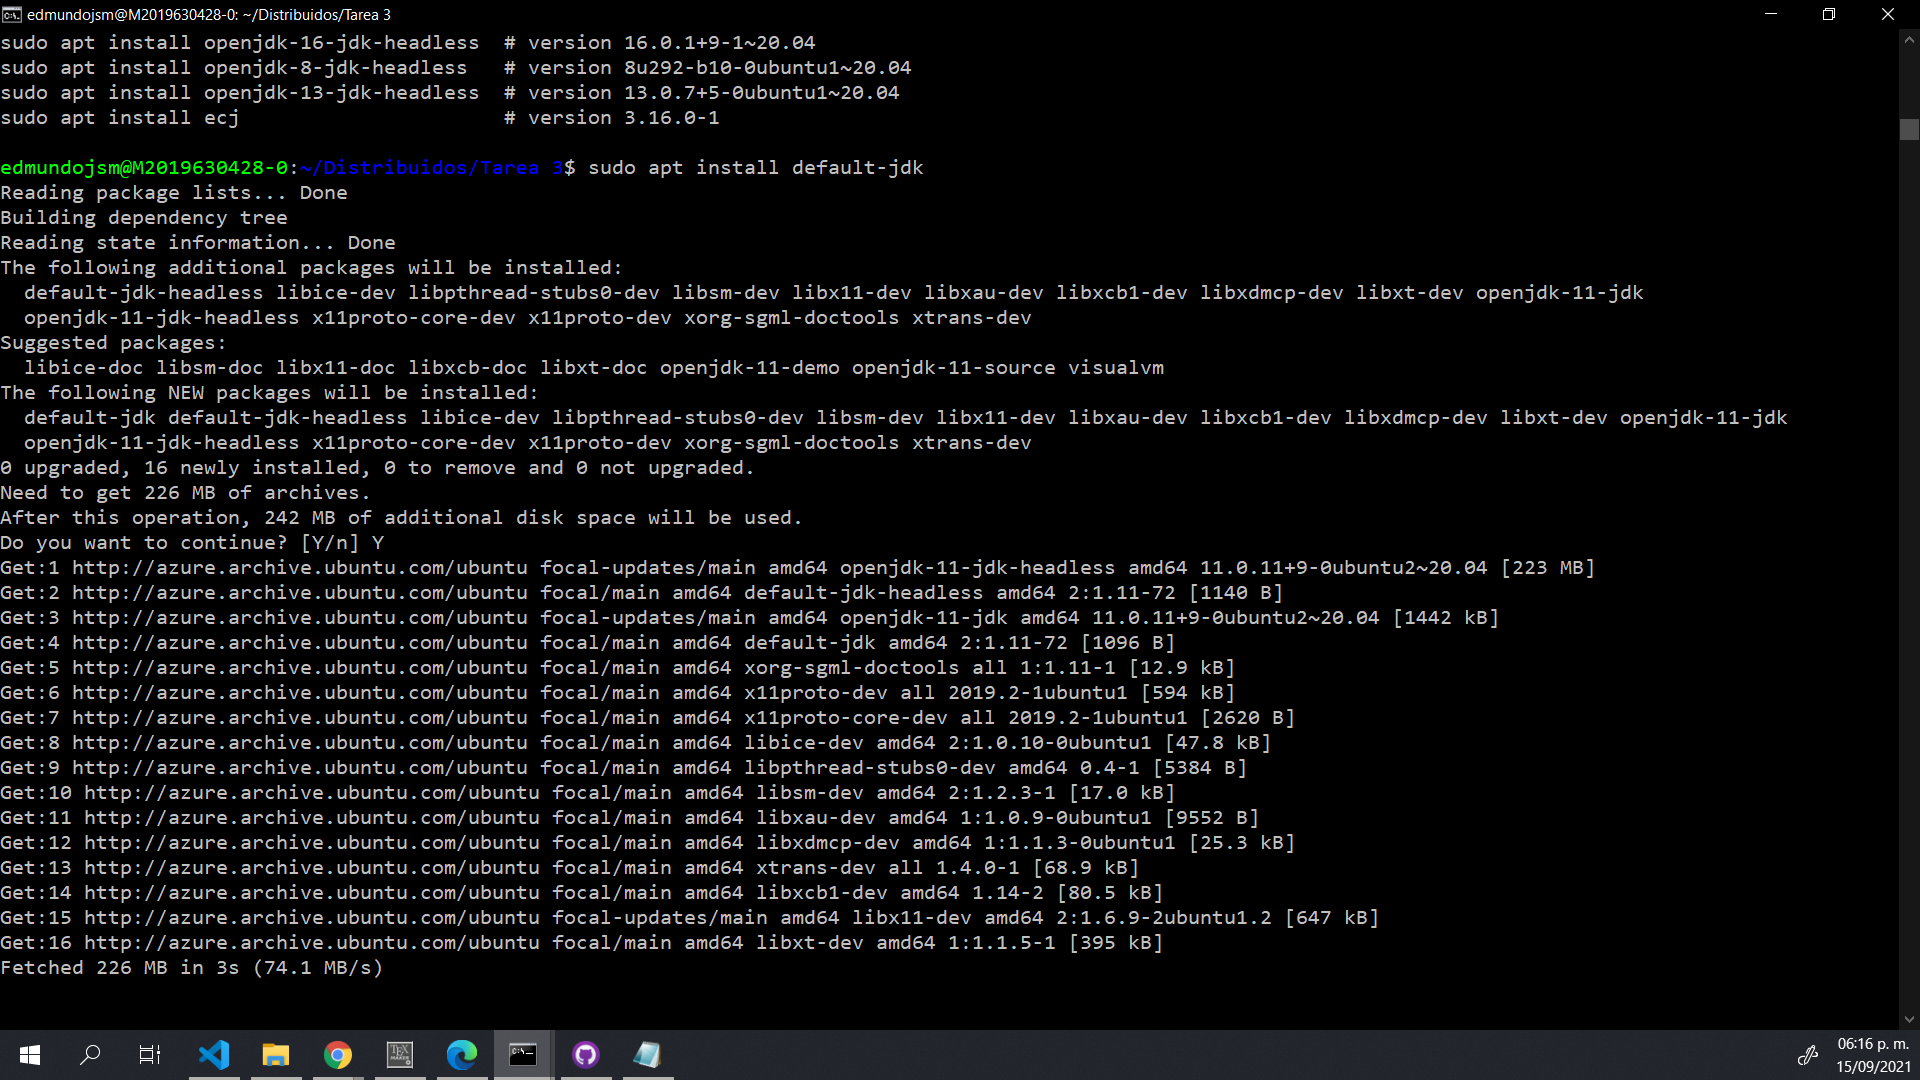 edmundojsm@M2019630428-0: ~/Distribuidos/Tarea 3
sudo apt install openjdk-16-jdk-headless  # version 16.0.1+9-1~20.04
sudo apt install openjdk-8-jdk-headless   # version 8u292-b10-0ubuntu1~20.04
sudo apt install openjdk-13-jdk-headless  # version 13.0.7+5-0ubuntu1~20.04
sudo apt install ecj                      # version 3.16.0-1
edmundojsm@M2019630428-0:~/Distribuidos/Tarea 3$ sudo apt install default-jdk
Reading package lists... Done
Building dependency tree
Reading state information... Done
The following additional packages will be installed:
  default-jdk-headless libice-dev libpthread-stubs0-dev libsm-dev libx11-dev libxau-dev libxcb1-dev libxdmcp-dev libxt-dev openjdk-11-jdk
  openjdk-11-jdk-headless x11proto-core-dev x11proto-dev xorg-sgml-doctools xtrans-dev
Suggested packages:
  libice-doc libsm-doc libx11-doc libxcb-doc libxt-doc openjdk-11-demo openjdk-11-source visualvm
The following NEW packages will be installed:
  default-jdk default-jdk-headless libice-dev libpthread-stubs0-dev libsm-dev libx11-dev libxau-dev libxcb1-dev libxdmcp-dev libxt-dev openjdk-11-jdk
  openjdk-11-jdk-headless x11proto-core-dev x11proto-dev xorg-sgml-doctools xtrans-dev
0 upgraded, 16 newly installed, 0 to remove and 0 not upgraded.
Need to get 226 MB of archives.
After this operation, 242 MB of additional disk space will be used.
Do you want to continue? [Y/n] Y
Get:1 http://azure.archive.ubuntu.com/ubuntu focal-updates/main amd64 openjdk-11-jdk-headless amd64 11.0.11+9-0ubuntu2~20.04 [223 MB]
Get:2 http://azure.archive.ubuntu.com/ubuntu focal/main amd64 default-jdk-headless amd64 2:1.11-72 [1140 B]
Get:3 http://azure.archive.ubuntu.com/ubuntu focal-updates/main amd64 openjdk-11-jdk amd64 11.0.11+9-0ubuntu2~20.04 [1442 kB]
Get:4 http://azure.archive.ubuntu.com/ubuntu focal/main amd64 default-jdk amd64 2:1.11-72 [1096 B]
Get:5 http://azure.archive.ubuntu.com/ubuntu focal/main amd64 xorg-sgml-doctools all 1:1.11-1 [12.9 kB]
Get:6 http://azure.archive.ubuntu.com/ubuntu focal/main amd64 x11proto-dev all 2019.2-1ubuntu1 [594 kB]
Get:7 http://azure.archive.ubuntu.com/ubuntu focal/main amd64 x11proto-core-dev all 2019.2-1ubuntu1 [2620 B]
Get:8 http://azure.archive.ubuntu.com/ubuntu focal/main amd64 libice-dev amd64 2:1.0.10-0ubuntu1 [47.8 kB]
Get:9 http://azure.archive.ubuntu.com/ubuntu focal/main amd64 libpthread-stubs0-dev amd64 0.4-1 [5384 B]
Get:10 http://azure.archive.ubuntu.com/ubuntu focal/main amd64 libsm-dev amd64 2:1.2.3-1 [17.0 kB]
Get:11 http://azure.archive.ubuntu.com/ubuntu focal/main amd64 libxau-dev amd64 1:1.0.9-0ubuntu1 [9552 B]
Get:12 http://azure.archive.ubuntu.com/ubuntu focal/main amd64 libxdmcp-dev amd64 1:1.1.3-0ubuntu1 [25.3 kB]
Get:13 http://azure.archive.ubuntu.com/ubuntu focal/main amd64 xtrans-dev all 1.4.0-1 [68.9 kB]
Get:14 http://azure.archive.ubuntu.com/ubuntu focal/main amd64 libxcb1-dev amd64 1.14-2 [80.5 kB]
Get:15 http://azure.archive.ubuntu.com/ubuntu focal-updates/main amd64 libx11-dev amd64 2:1.6.9-2ubuntu1.2 [647 kB]
Get:16 http://azure.archive.ubuntu.com/ubuntu focal/main amd64 libxt-dev amd64 1:1.1.5-1 [395 kB]
Fetched 226 MB in 3s (74.1 MB/s)
06:16 p. m.
15/09/2021